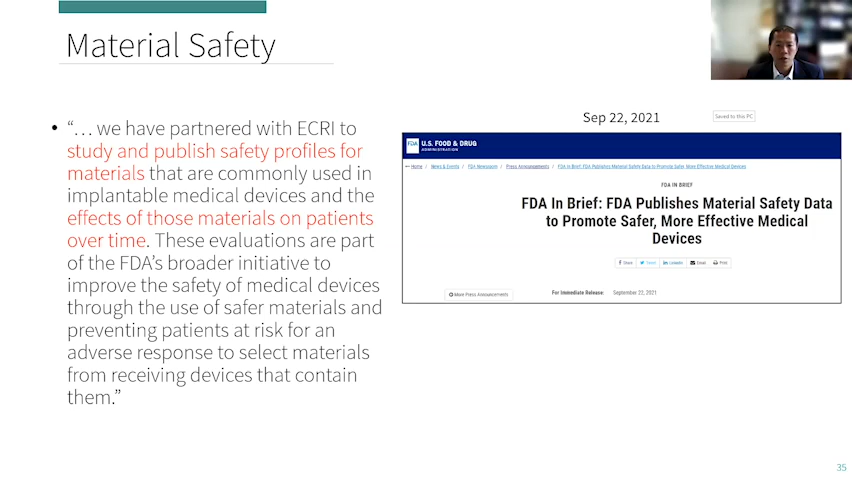 Material Safety
• “… we have partnered with ECRI to
study and publish safety profiles for
materials that are commonly used in
implantable medical devices and the
effects of those materials on patients
over time. These evaluations are part
of the FDA’s broader initiative to
improve the safety of medical devices
through the use of safer materials and
preventing patients at risk for an
adverse response to select materials
from receiving devices that contain
them.”
Sep 22, 2021
Saved to this PC
FDA U.S. FOOD & DRUG
ADMINISTRATION
← Home / News & Events / FDA Newsroom / Press Announcements / FDA In Brief: FDA Publishes Material Safety Data to Promote Safer, More Effective Medical Devices
FDA IN BRIEF
FDA In Brief: FDA Publishes Material Safety Data
to Promote Safer, More Effective Medical
Devices
f Share Tweet in Linkedin Email Print
More Press Announcements
For Immediate Release: September 22, 2021
35